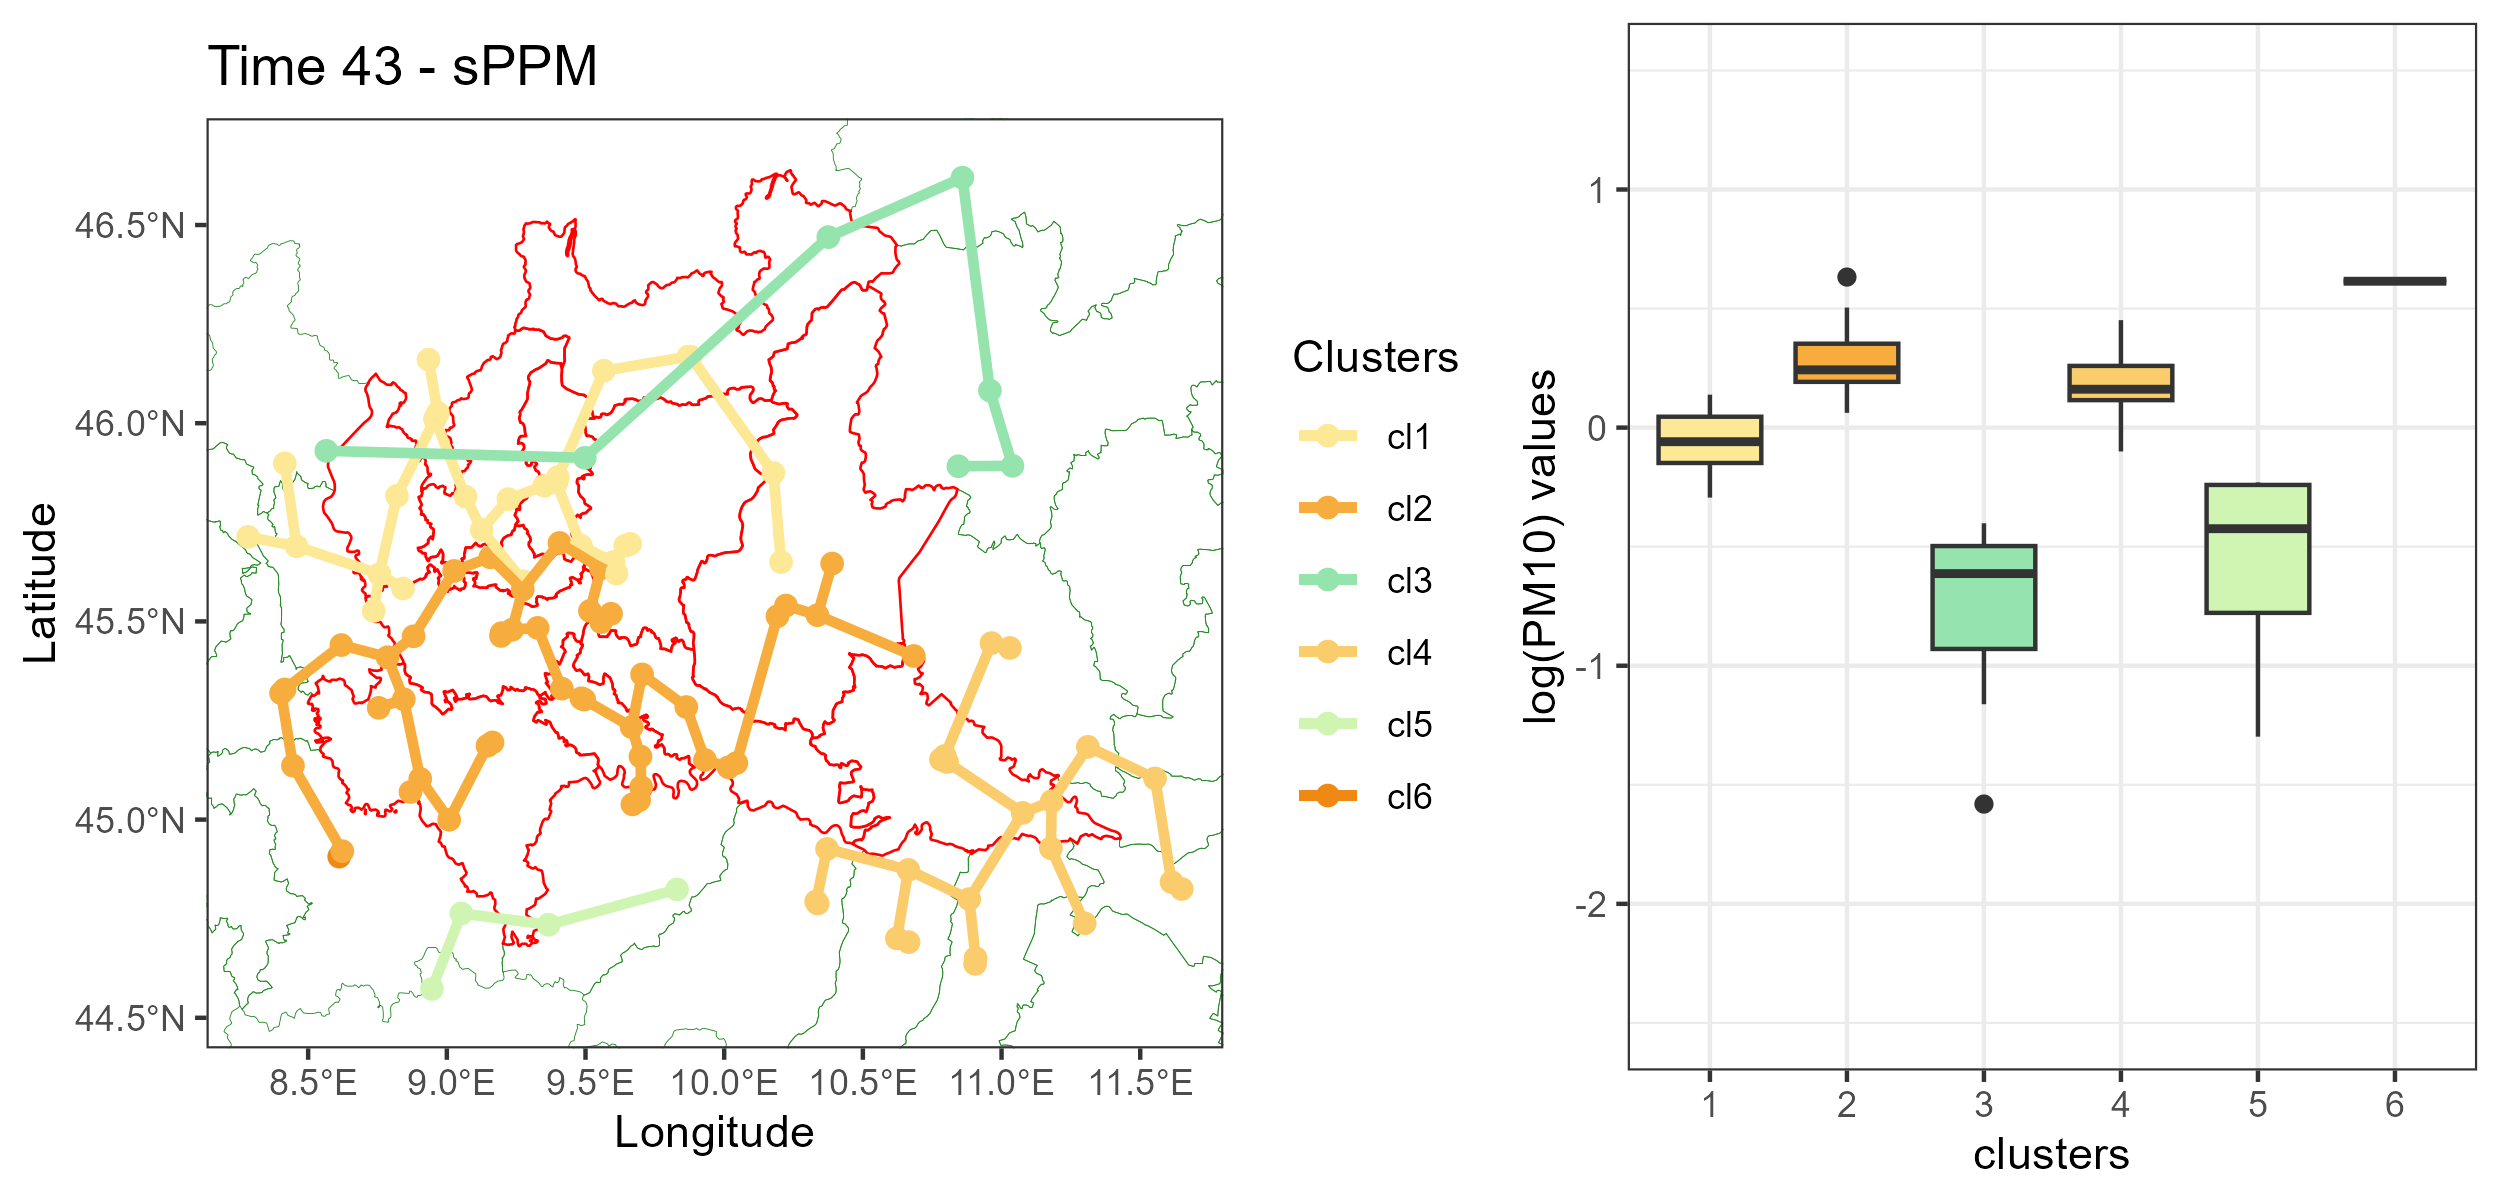 Time 43 - sPPM
Latitude
46.5°N
46.0°N
45.5°N
45.0°N
44.5°N
8.5°E 9.0°E 9.5°E 10.0°E 10.5°E 11.0°E 11.5°E
Longitude
Clusters
cl1
cl2
cl3
cl4
cl5
cl6
log(PM10) values
1
0
-1
-2
1 2 3 4 5 6
clusters